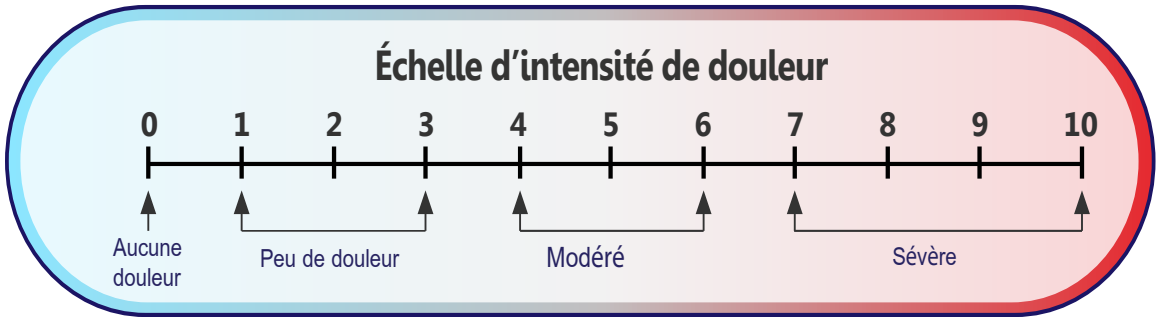 Échelle d'intensité de douleur
0 1 2 3 4 5 6 7 8 9 10
Aucune
douleur
Peu de douleur
Modéré
Sévère